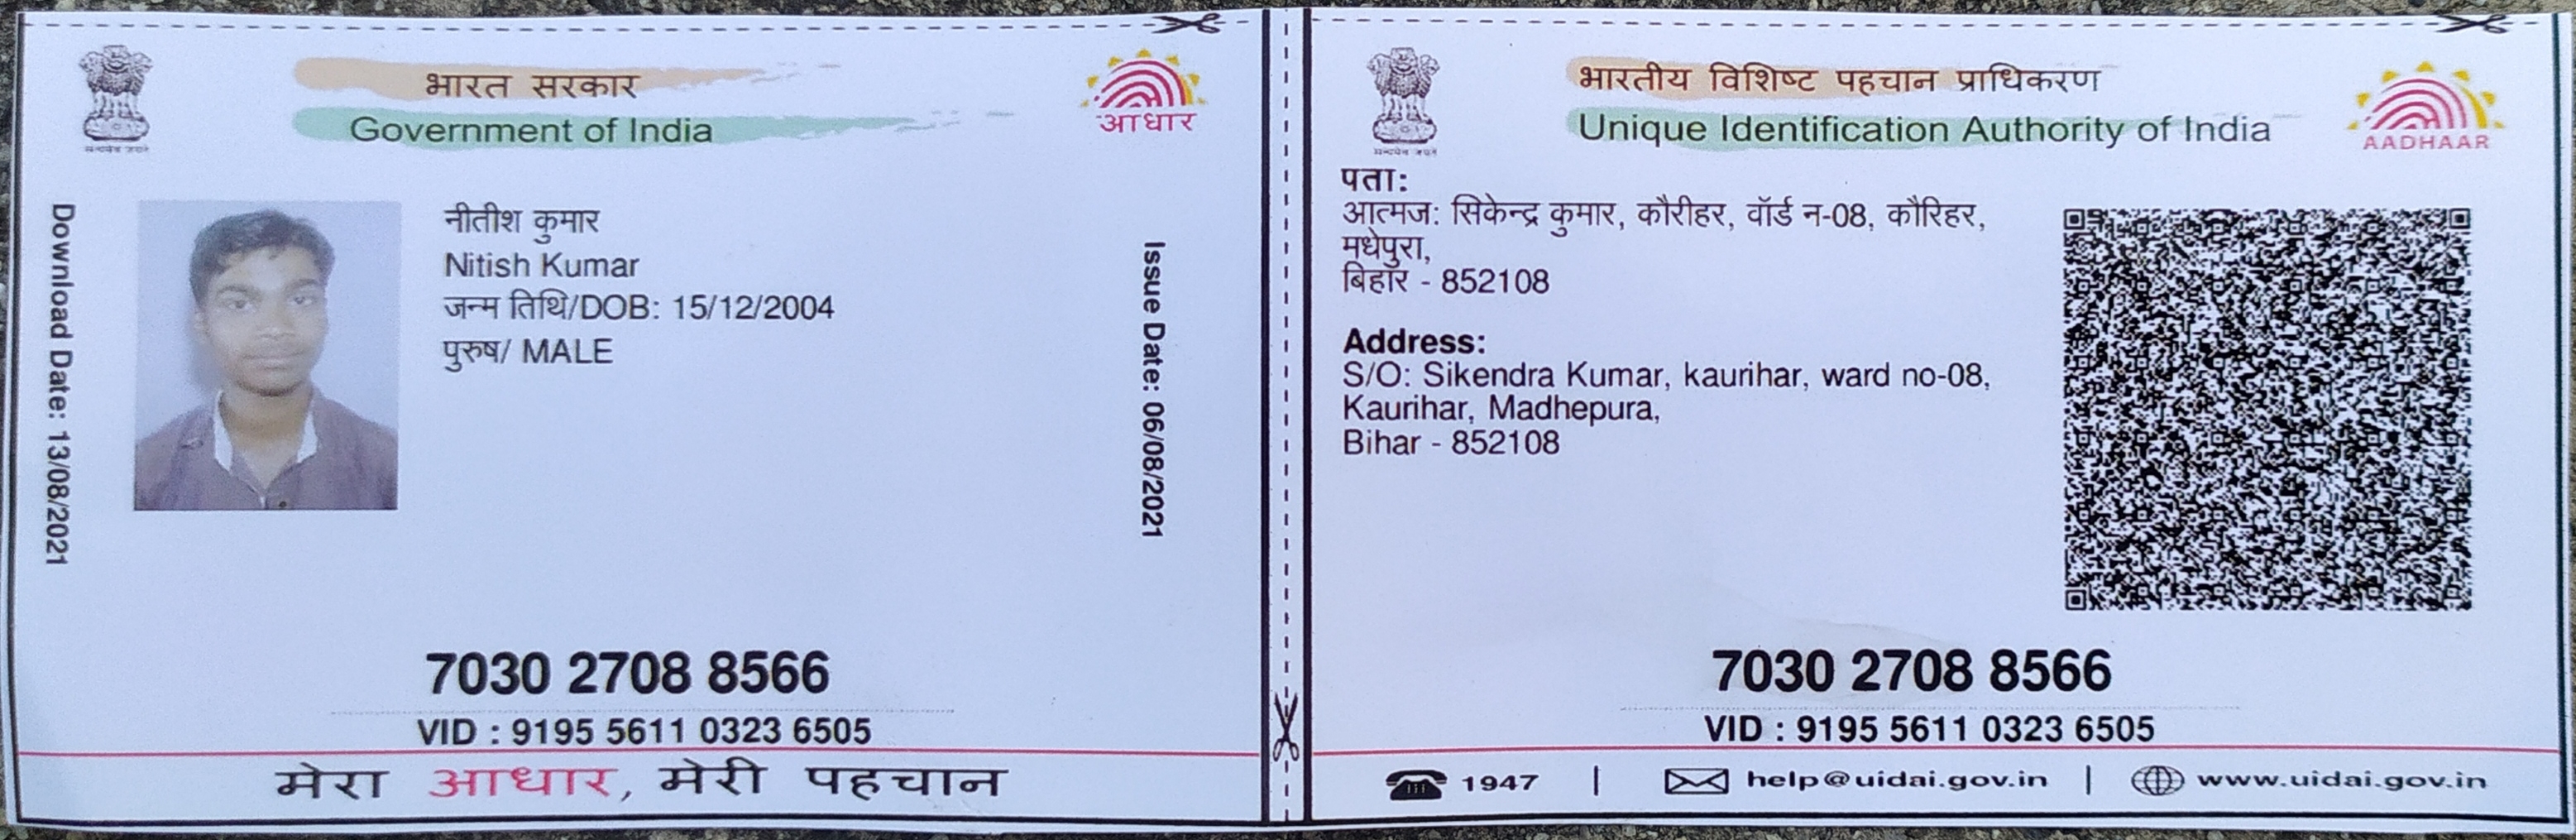 भारत सरकार
Government of India
आधार
Download Date: 13/08/2021
नीतीश कुमार
Nitish Kumar
जन्म तिथि/DOB: 15/12/2004
पुरुष/ MALE
Issue Date: 06/08/2021
7030 2708 8566
VID : 9195 5611 0323 6505
मेरा आधार, मेरी पहचान
भारतीय विशिष्ट पहचान प्राधिकरण
Unique Identification Authority of India
AADHAAR
सत्यमेव जयते
पता:
आत्मज: सिकेन्द्र कुमार, कौरीहर, वॉर्ड न-08, कौरिहर,
मधेपुरा,
बिहार - 852108
Address:
S/O: Sikendra Kumar, kaurihar, ward no-08,
Kaurihar, Madhepura,
Bihar - 852108
7030 2708 8566
VID : 9195 5611 0323 6505
1947 | help@uidai.gov.in | www.uidai.gov.in